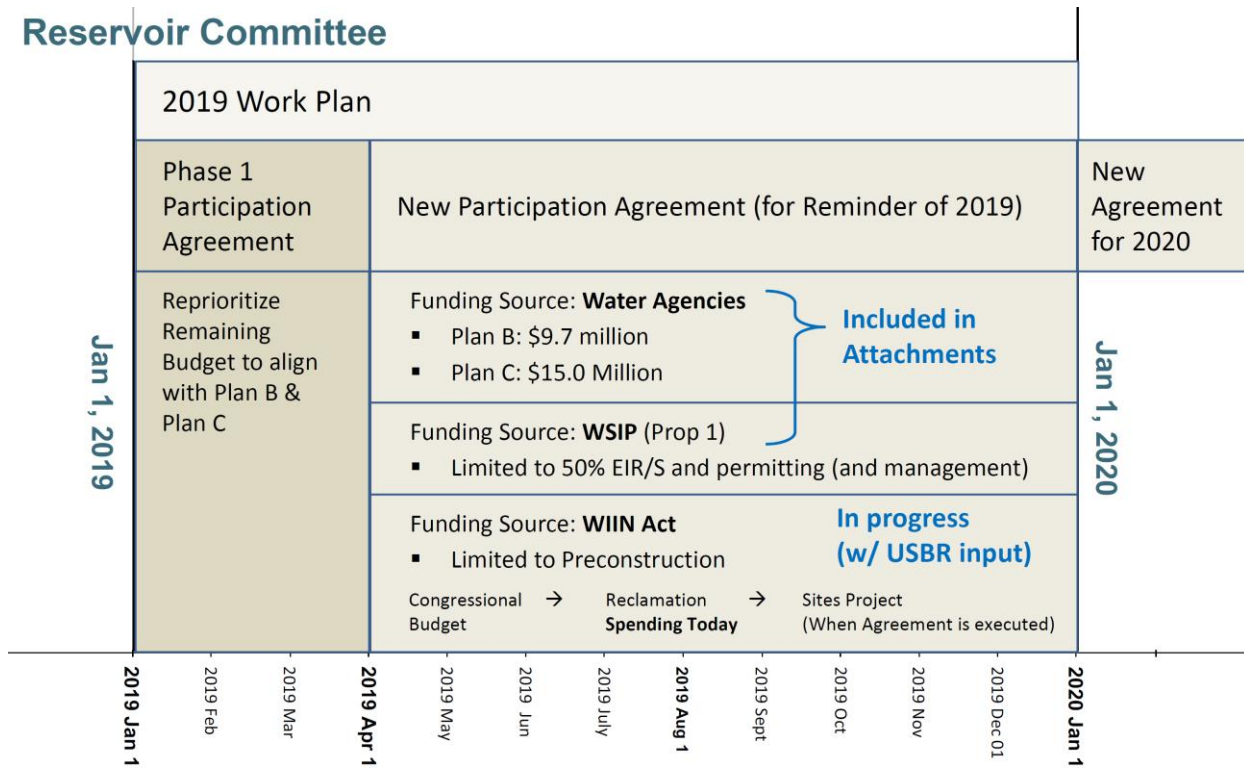 Reservoir Committee
2019 Work Plan
Phase 1
Participation
Agreement
New Participation Agreement (for Reminder of 2019)
New
Agreement
for 2020
Reprioritize
Remaining
Budget to align
with Plan B &
Plan C
Funding Source: Water Agencies
▪ Plan B: $9.7 million
▪ Plan C: $15.0 Million
Included in
Attachments
Funding Source: WSIP (Prop 1)
▪ Limited to 50% EIR/S and permitting (and management)
Funding Source: WIIN Act
▪ Limited to Preconstruction
In progress
(w/ USBR input)
Congressional → Reclamation → Sites Project
Budget Spending Today (When Agreement is executed)
Jan 1, 2019
Jan 1, 2020
2019 Jan 1
2019 Feb
2019 Mar
2019 Apr 1
2019 May
2019 Jun
2019 July
2019 Aug 1
2019 Sept
2019 Oct
2019 Nov
2019 Dec 01
2020 Jan 1